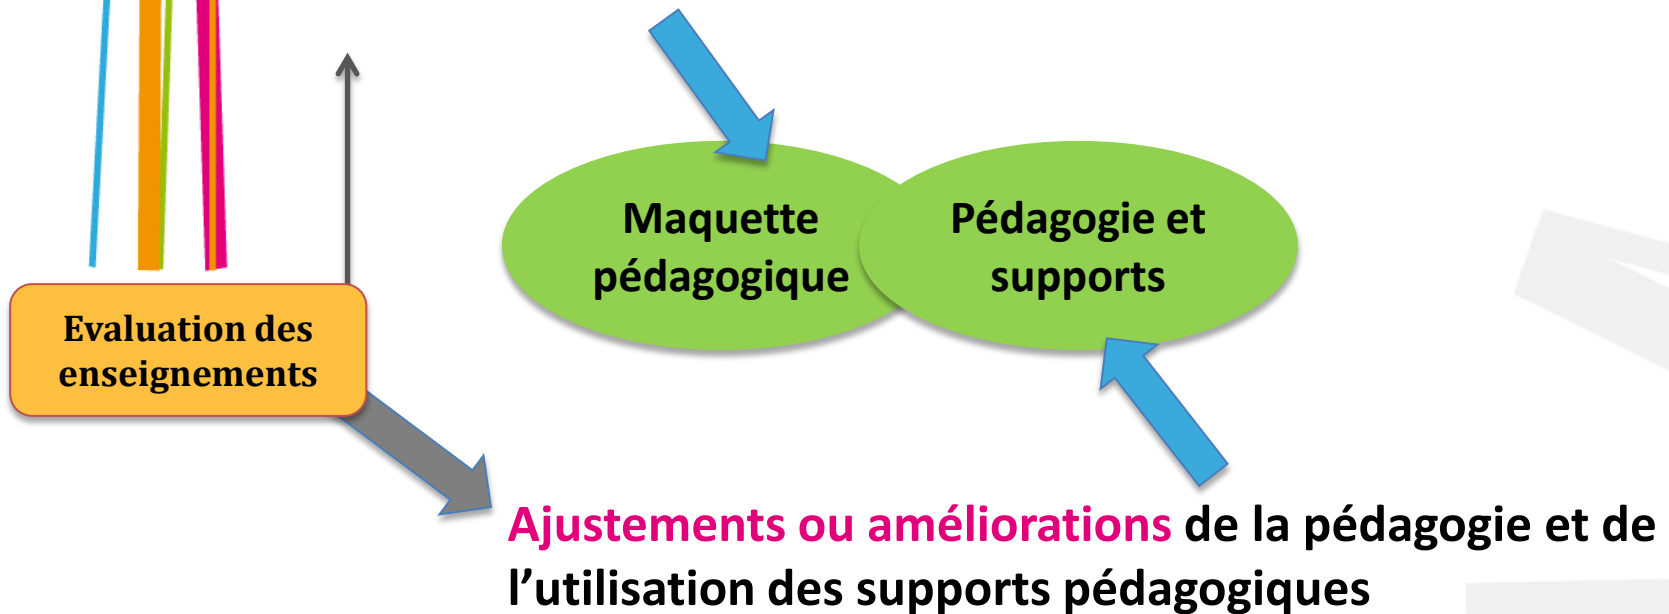 Maquette
pédagogique
Pédagogie et
supports
Evaluation des
enseignements
Ajustements ou améliorations de la pédagogie et de
l’utilisation des supports pédagogiques